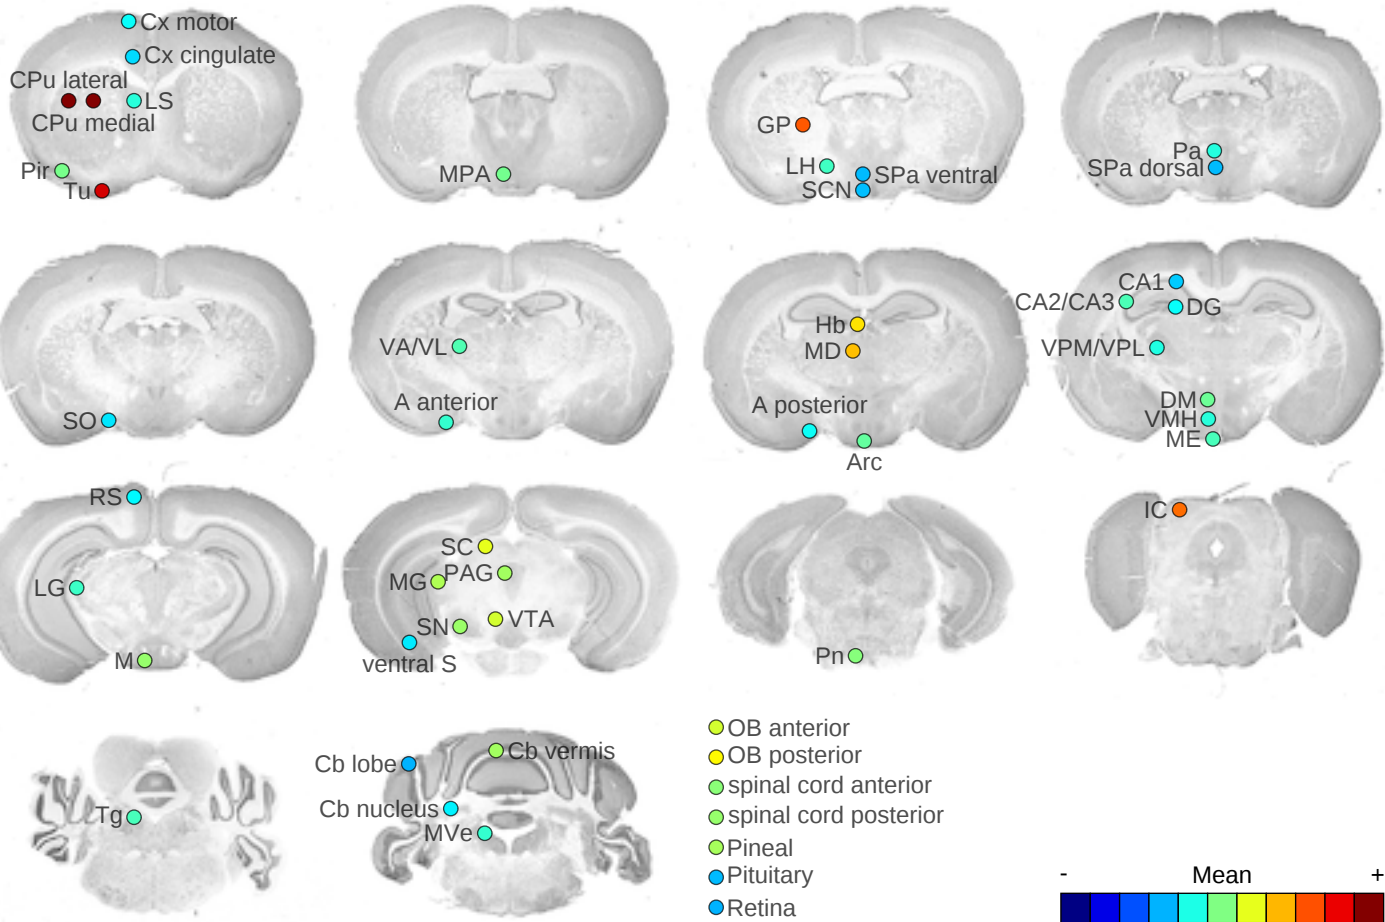 Cx motor
Cx cingulate
CPu lateral
LS
CPu medial
Pir
Tu
MPA
GP
LH
SPa ventral
SCN
Pa
SPa dorsal
SO
VA/VL
A anterior
Hb
MD
A posterior
Arc
CA1
CA2/CA3
DG
VPM/VPL
DM
VMH
ME
RS
LG
M
SC
MG
PAG
SN
VTA
ventral S
Pn
IC
Tg
Cb lobe
Cb vermis
Cb nucleus
MVe
OB anterior
OB posterior
spinal cord anterior
spinal cord posterior
Pineal
Pituitary
Retina
- Mean +